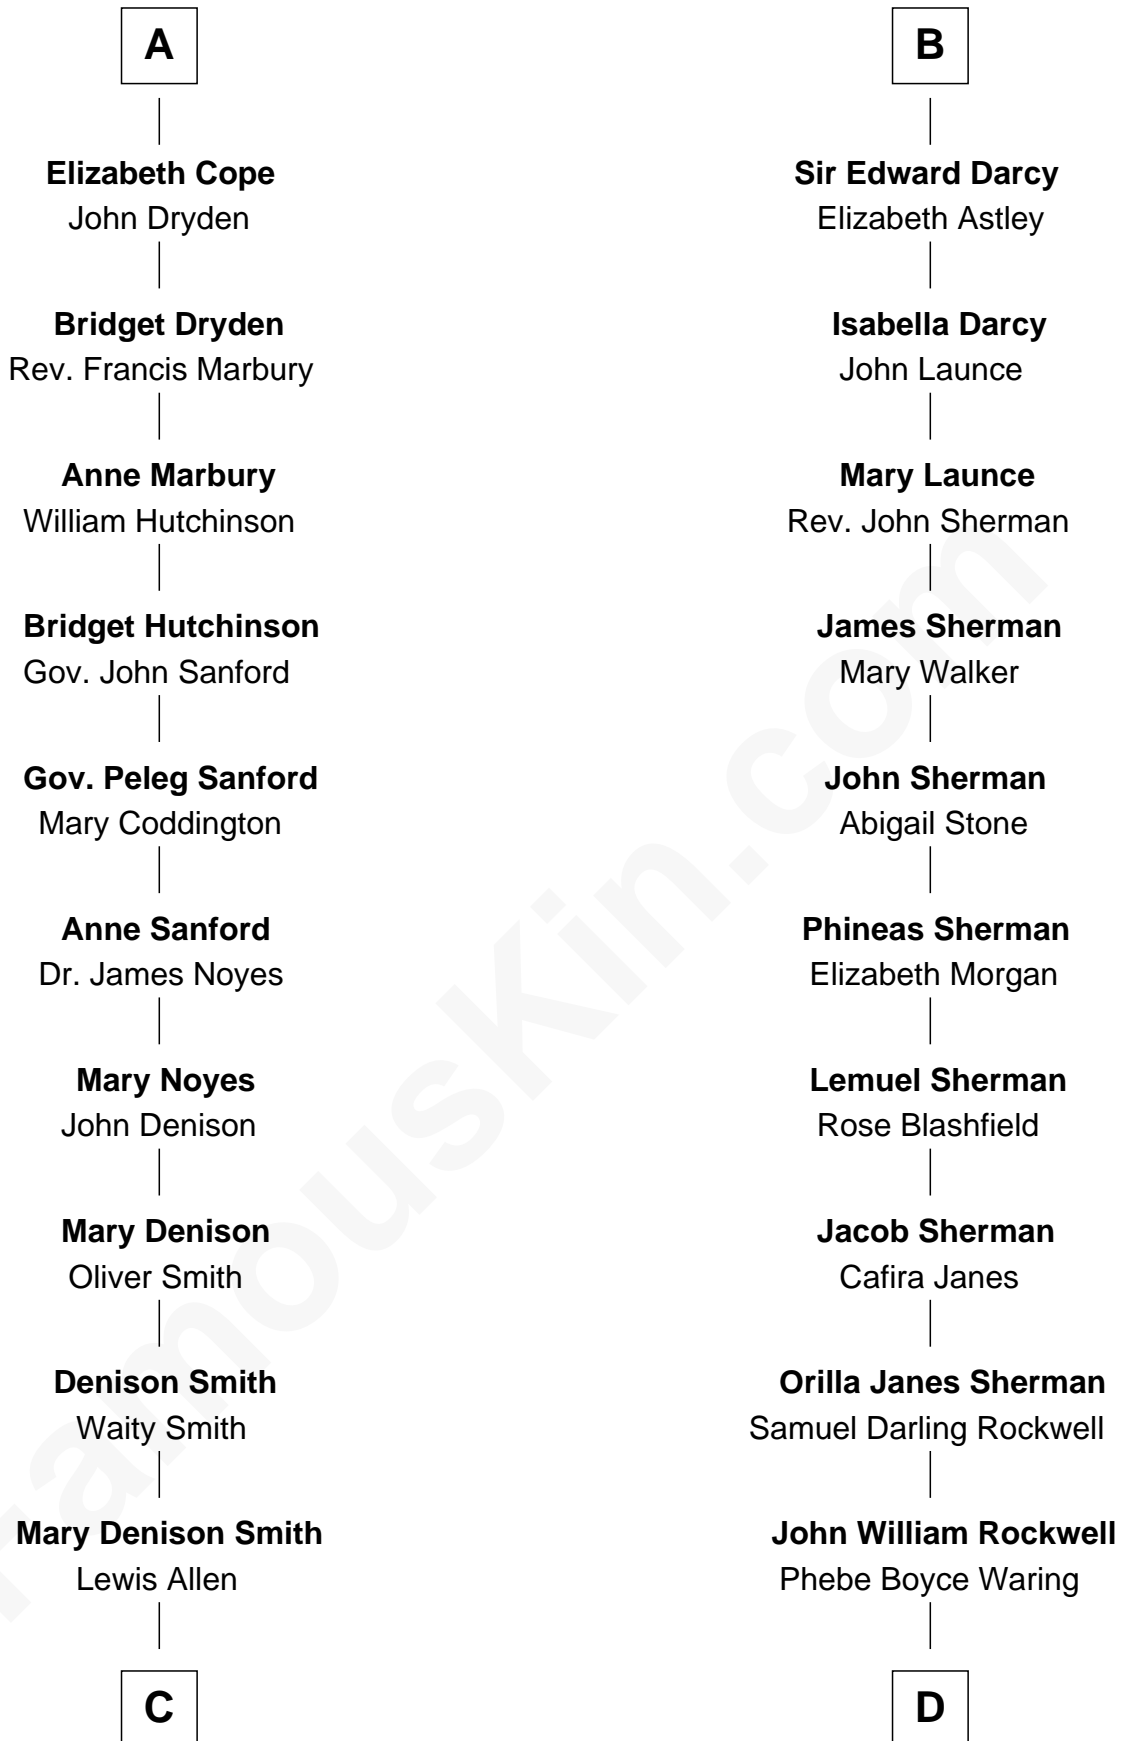 A
Elizabeth Cope
John Dryden
Bridget Dryden
Rev. Francis Marbury
Anne Marbury
William Hutchinson
Bridget Hutchinson
Gov. John Sanford
Gov. Peleg Sanford
Mary Coddington
Anne Sanford
Dr. James Noyes
Mary Noyes
John Denison
Mary Denison
Oliver Smith
Denison Smith
Waity Smith
Mary Denison Smith
Lewis Allen
C
B
Sir Edward Darcy
Elizabeth Astley
Isabella Darcy
John Launce
Mary Launce
Rev. John Sherman
James Sherman
Mary Walker
John Sherman
Abigail Stone
Phineas Sherman
Elizabeth Morgan
Lemuel Sherman
Rose Blashfield
Jacob Sherman
Cafira Janes
Orilla Janes Sherman
Samuel Darling Rockwell
John William Rockwell
Phebe Boyce Waring
D
FamousKin.com